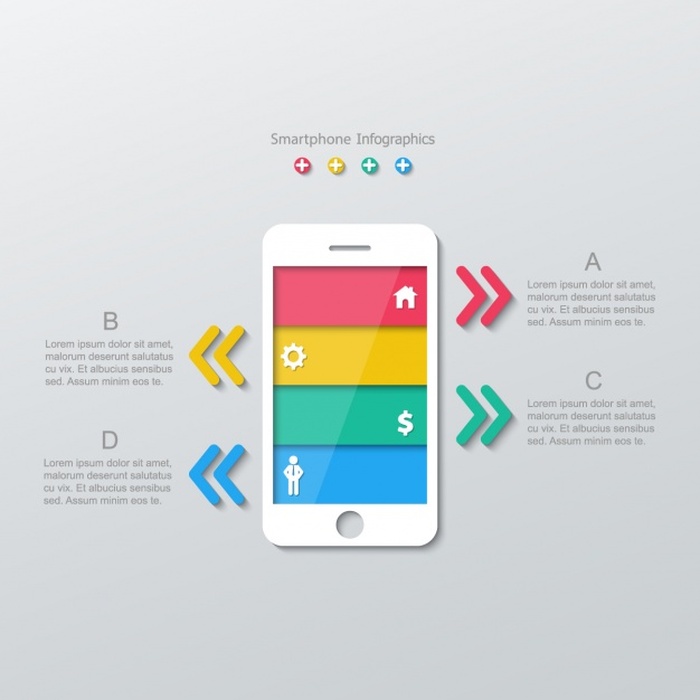 Smartphone Infographics
A
Lorem ipsum dolor sit amet,
malorum deserunt salutatus
cu vix. Et albucius sensibus
sed. Assum minim eos te.
B
Lorem ipsum dolor sit amet,
malorum deserunt salutatus
cu vix. Et albucius sensibus
sed. Assum minim eos te.
C
Lorem ipsum dolor sit amet,
malorum deserunt salutatus
cu vix. Et albucius sensibus
sed. Assum minim eos te.
D
Lorem ipsum dolor sit amet,
malorum deserunt salutatus
cu vix. Et albucius sensibus
sed. Assum minim eos te.
$